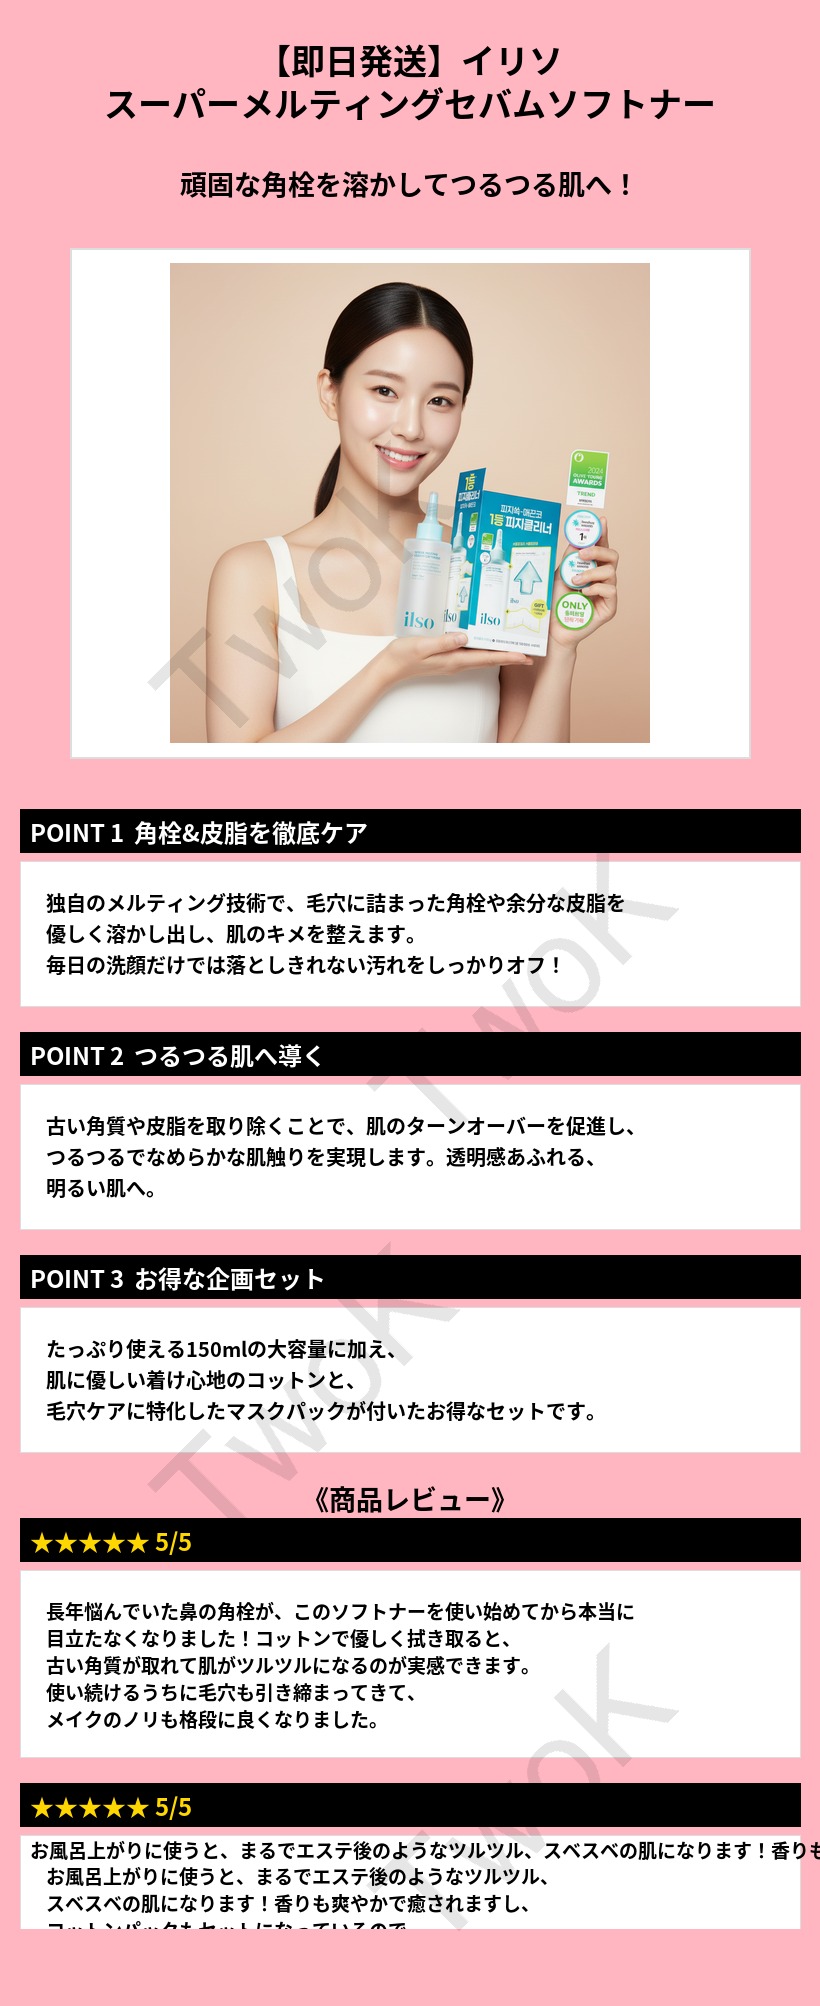 【即日発送】イリソ
スーパーメルティングセバムソフトナー
頑固な角栓を溶かしてつるつる肌へ！
2024
AWARDS
TREND
1등
피지클리너
피지쏙-매끈코
1등 피지클리너
ilso
ilso
ilso
GIFT
ONLY
TwoK
POINT 1 角栓&皮脂を徹底ケア
独自のメルティング技術で、毛穴に詰まった角栓や余分な皮脂を
優しく溶かし出し、肌のキメを整えます。
毎日の洗顔だけでは落としきれない汚れをしっかりオフ！
TwoK
POINT 2 つるつる肌へ導く
古い角質や皮脂を取り除くことで、肌のターンオーバーを促進し、
つるつるでなめらかな肌触りを実現します。透明感あふれる、
明るい肌へ。
POINT 3 お得な企画セット
たっぷり使える150mlの大容量に加え、
肌に優しい着け心地のコットンと、
毛穴ケアに特化したマスクパックが付いたお得なセットです。
TwoK
《商品レビュー》
★★★★★ 5/5
長年悩んでいた鼻の角栓が、このソフトナーを使い始めてから本当に
目立たなくなりました！コットンで優しく拭き取ると、
古い角質が取れて肌がツルツルになるのが実感できます。
使い続けるうちに毛穴も引き締まってきて、
メイクのノリも格段に良くなりました。
TwoK
★★★★★ 5/5
お風呂上がりに使うと、まるでエステ後のようなツルツル、スベスベの肌になります！香りも
お風呂上がりに使うと、まるでエステ後のようなツルツル、
スベスベの肌になります！香りも爽やかで癒されますし、
コットンパックもセットになっているので